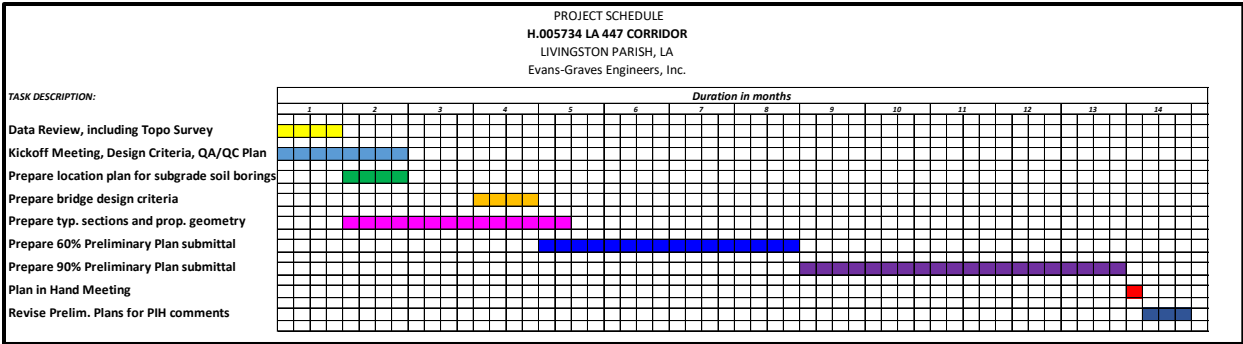 PROJECT SCHEDULE
H.005734 LA 447 CORRIDOR
LIVINGSTON PARISH, LA
Evans-Graves Engineers, Inc.
TASK DESCRIPTION:
Duration in months
1 2 3 4 5 6 7 8 9 10 11 12 13 14
Data Review, including Topo Survey
Kickoff Meeting, Design Criteria, QA/QC Plan
Prepare location plan for subgrade soil borings
Prepare bridge design criteria
Prepare typ. sections and prop. geometry
Prepare 60% Preliminary Plan submittal
Prepare 90% Preliminary Plan submittal
Plan in Hand Meeting
Revise Prelim. Plans for PIH comments